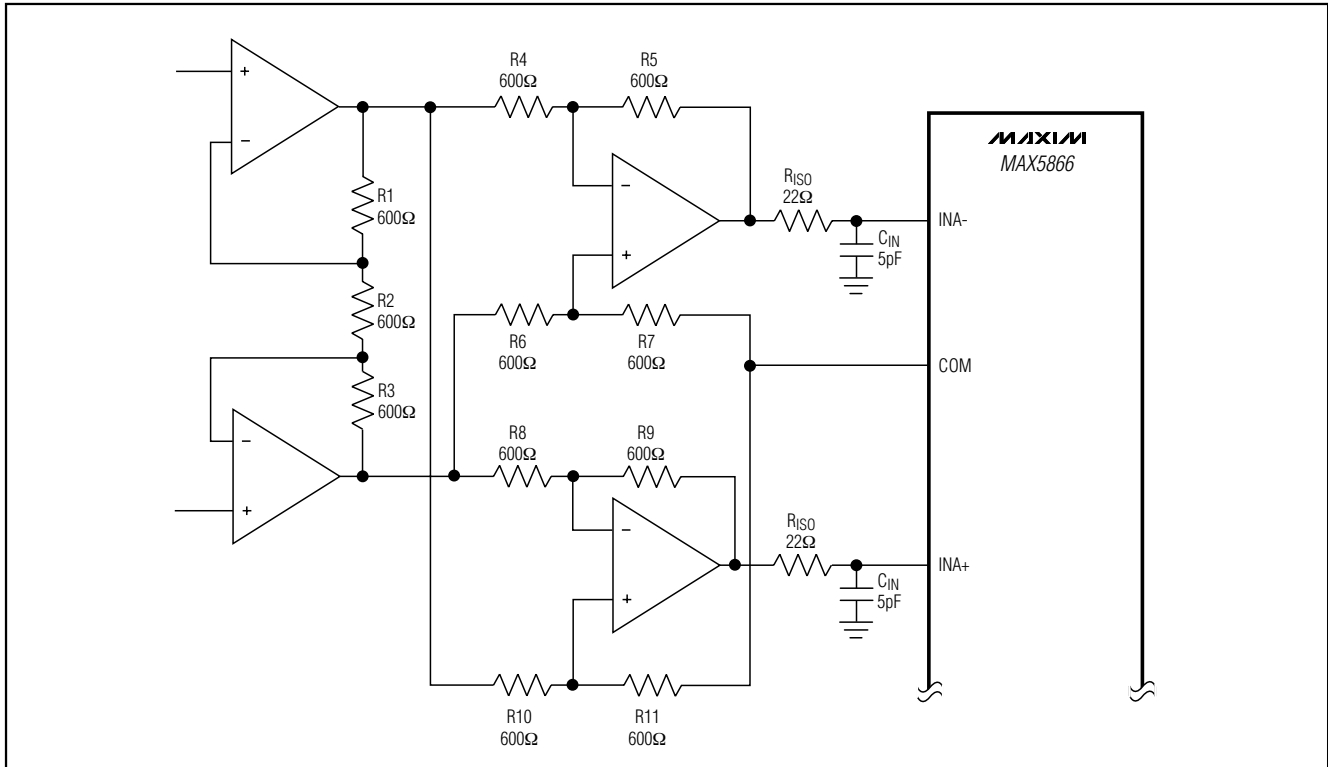 R4
600Ω
R5
600Ω
+
−
R1
600Ω
R2
600Ω
R3
600Ω
−
+
−
+
R6
600Ω
R7
600Ω
R8
600Ω
R9
600Ω
−
+
R10
600Ω
R11
600Ω
RISO
22Ω
CIN
5pF
RISO
22Ω
CIN
5pF
MAXIM
MAX5866
INA-
COM
INA+